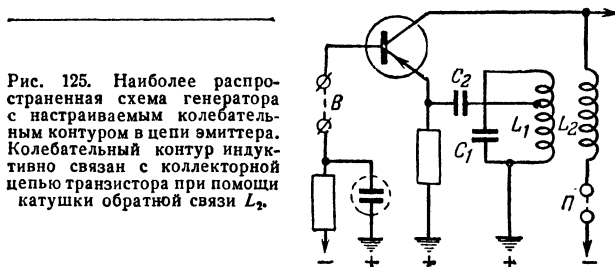 Рис. 125. Наиболее распро-
страненная схема генератора
с настраиваемым колебатель-
ным контуром в цепи эмиттера.
Колебательный контур индук-
тивно связан с коллекторной
цепью транзистора при помощи
катушки обратной связи L₂.
B
C₂
C₁
L₁
L₂
П
− + + + −